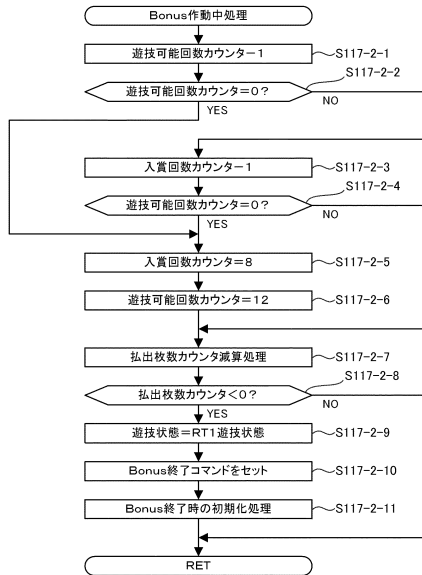 Bonus作動中処理
遊技可能回数カウンター1
S117-2-1
遊技可能回数カウンタ=0?
S117-2-2
NO
YES
入賞回数カウンター1
S117-2-3
遊技可能回数カウンタ=0?
S117-2-4
NO
YES
入賞回数カウンタ=8
S117-2-5
遊技可能回数カウンタ=12
S117-2-6
払出枚数カウンタ減算処理
S117-2-7
払出枚数カウンタ<0?
S117-2-8
NO
YES
遊技状態=RT1遊技状態
S117-2-9
Bonus終了コマンドをセット
S117-2-10
Bonus終了時の初期化処理
S117-2-11
RET